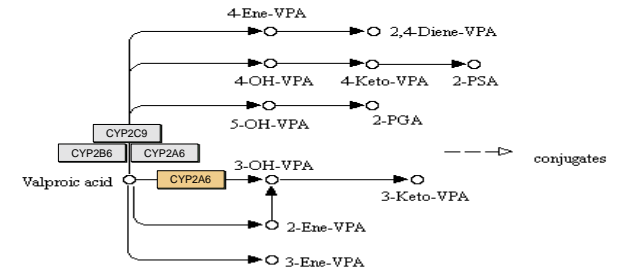 4-Ene-VPA
2,4-Diene-VPA
4-OH-VPA
4-Keto-VPA
2-PSA
5-OH-VPA
2-PGA
CYP2C9
CYP2B6
CYP2A6
conjugates
3-OH-VPA
Valproic acid
CYP2A6
3-Keto-VPA
2-Ene-VPA
3-Ene-VPA